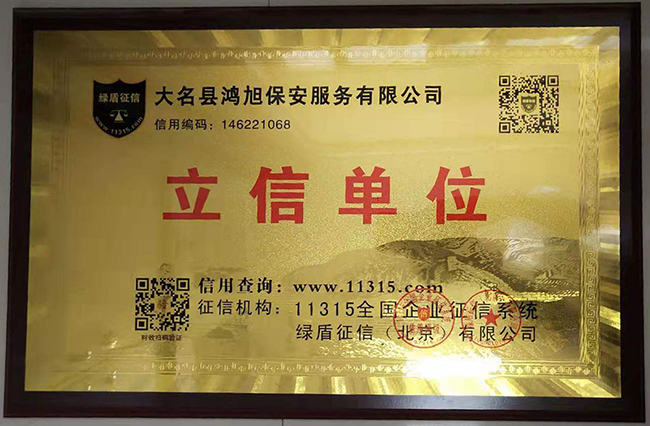 绿盾征信
www.11315.com
大名县鸿旭保安服务有限公司
信用编码：146221068
立信单位
信用查询：www.11315.com
征信机构：11315全国企业征信系统
绿盾征信（北京）有限公司